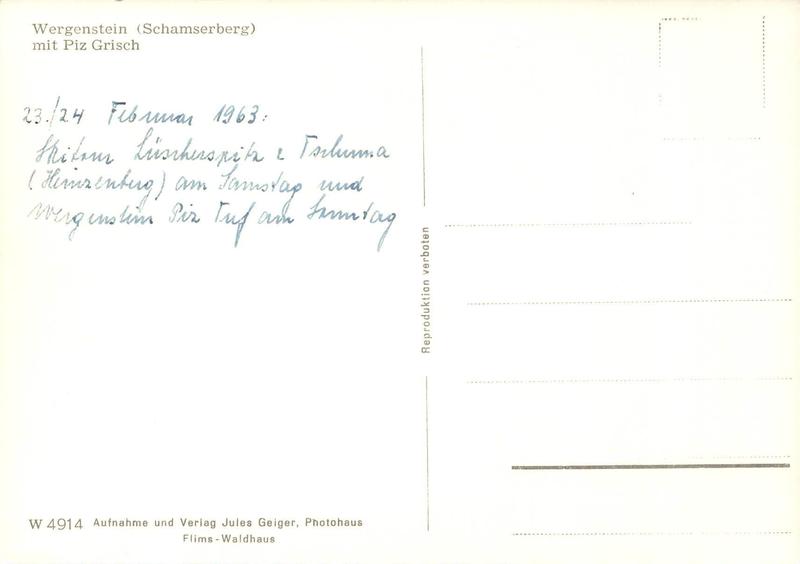 Wergenstein (Schamserberg)
mit Piz Grisch
23./24 Februar 1963:
Skitour Lüscherspitz & Tschuma
(Heinzenberg) am Samstag und
Wergenstein Piz Tuf am Sonntag
Reproduktion verboten
W 4914 Aufnahme und Verlag Jules Geiger, Photohaus
Flims-Waldhaus